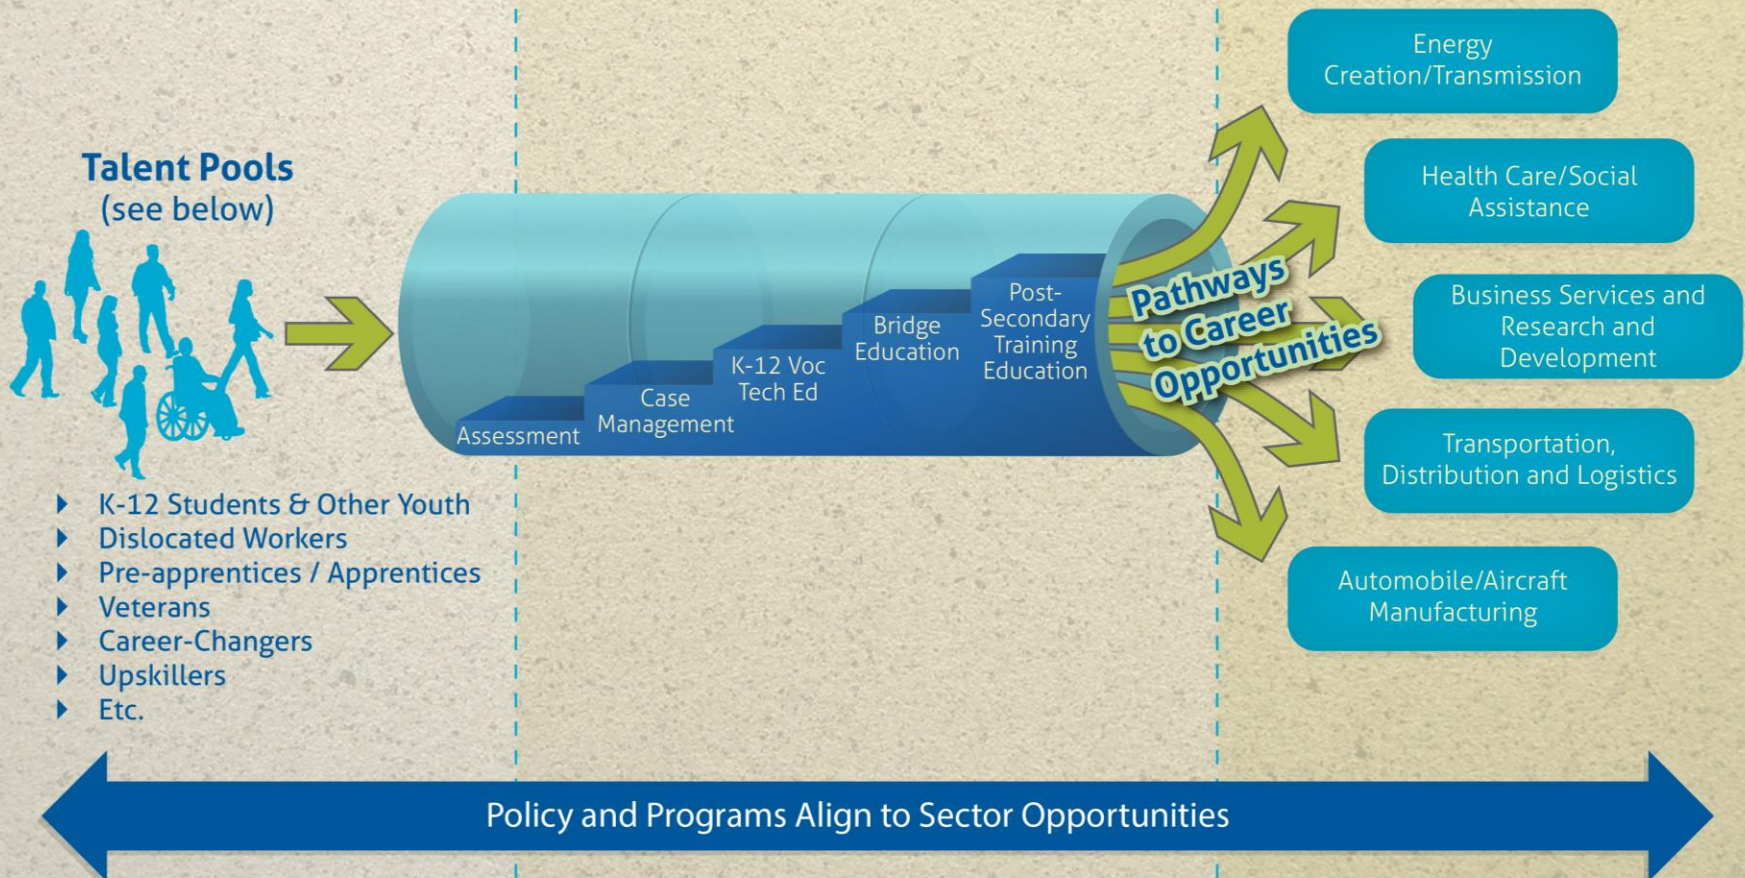 Talent Pools
(see below)
K-12 Students & Other Youth
Dislocated Workers
Pre-apprentices / Apprentices
Veterans
Career-Changers
Upskillers
Etc.
Assessment
Case
Management
K-12 Voc
Tech Ed
Bridge
Education
Post-
Secondary
Training
Education
Pathways
to Career
Opportunities
Energy
Creation/Transmission
Health Care/Social
Assistance
Business Services and
Research and
Development
Transportation,
Distribution and Logistics
Automobile/Aircraft
Manufacturing
Policy and Programs Align to Sector Opportunities